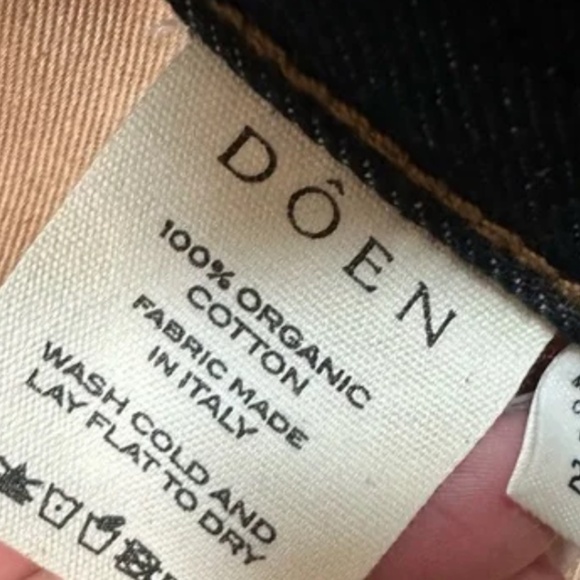 DÔEN
100% ORGANIC
COTTON
FABRIC MADE
IN ITALY
WASH COLD AND
LAY FLAT TO DRY